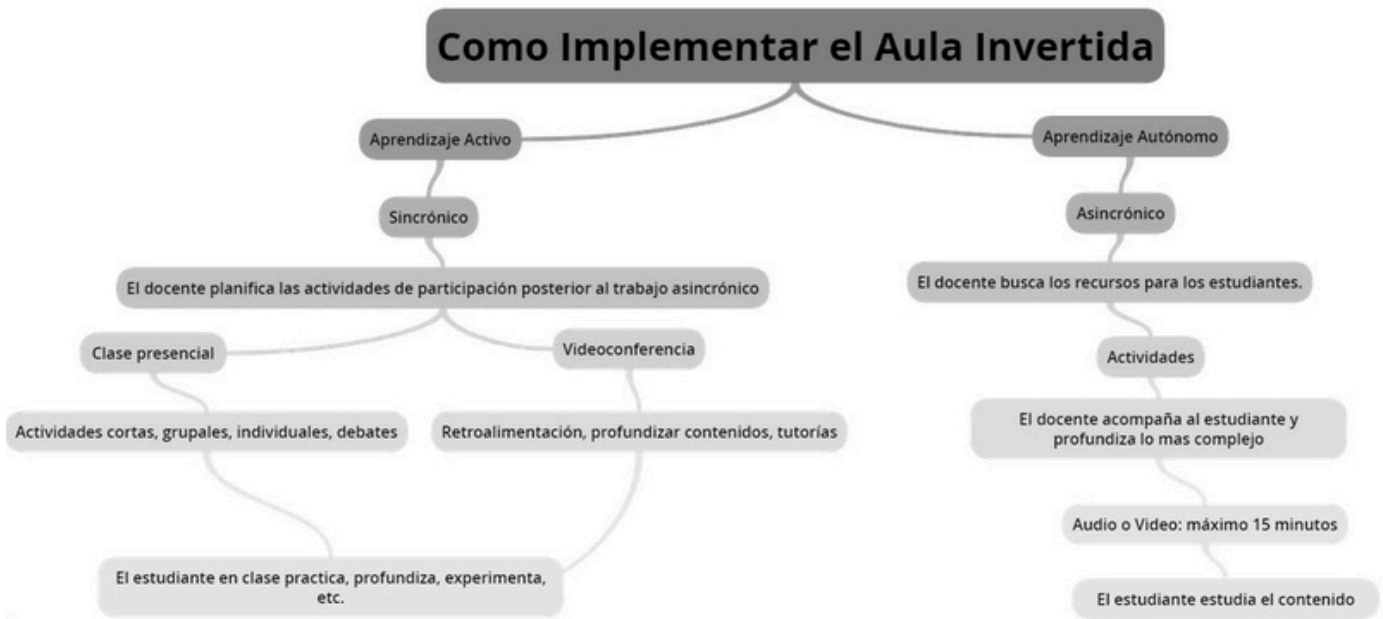 Como Implementar el Aula Invertida
Aprendizaje Activo
Sincrónico
El docente planifica las actividades de participación posterior al trabajo asincrónico
Clase presencial
Actividades cortas, grupales, individuales, debates
Videoconferencia
Retroalimentación, profundizar contenidos, tutorías
El estudiante en clase practica, profundiza, experimenta,
etc.
Aprendizaje Autónomo
Asincrónico
El docente busca los recursos para los estudiantes.
Actividades
El docente acompaña al estudiante y
profundiza lo mas complejo
Audio o Video: máximo 15 minutos
El estudiante estudia el contenido